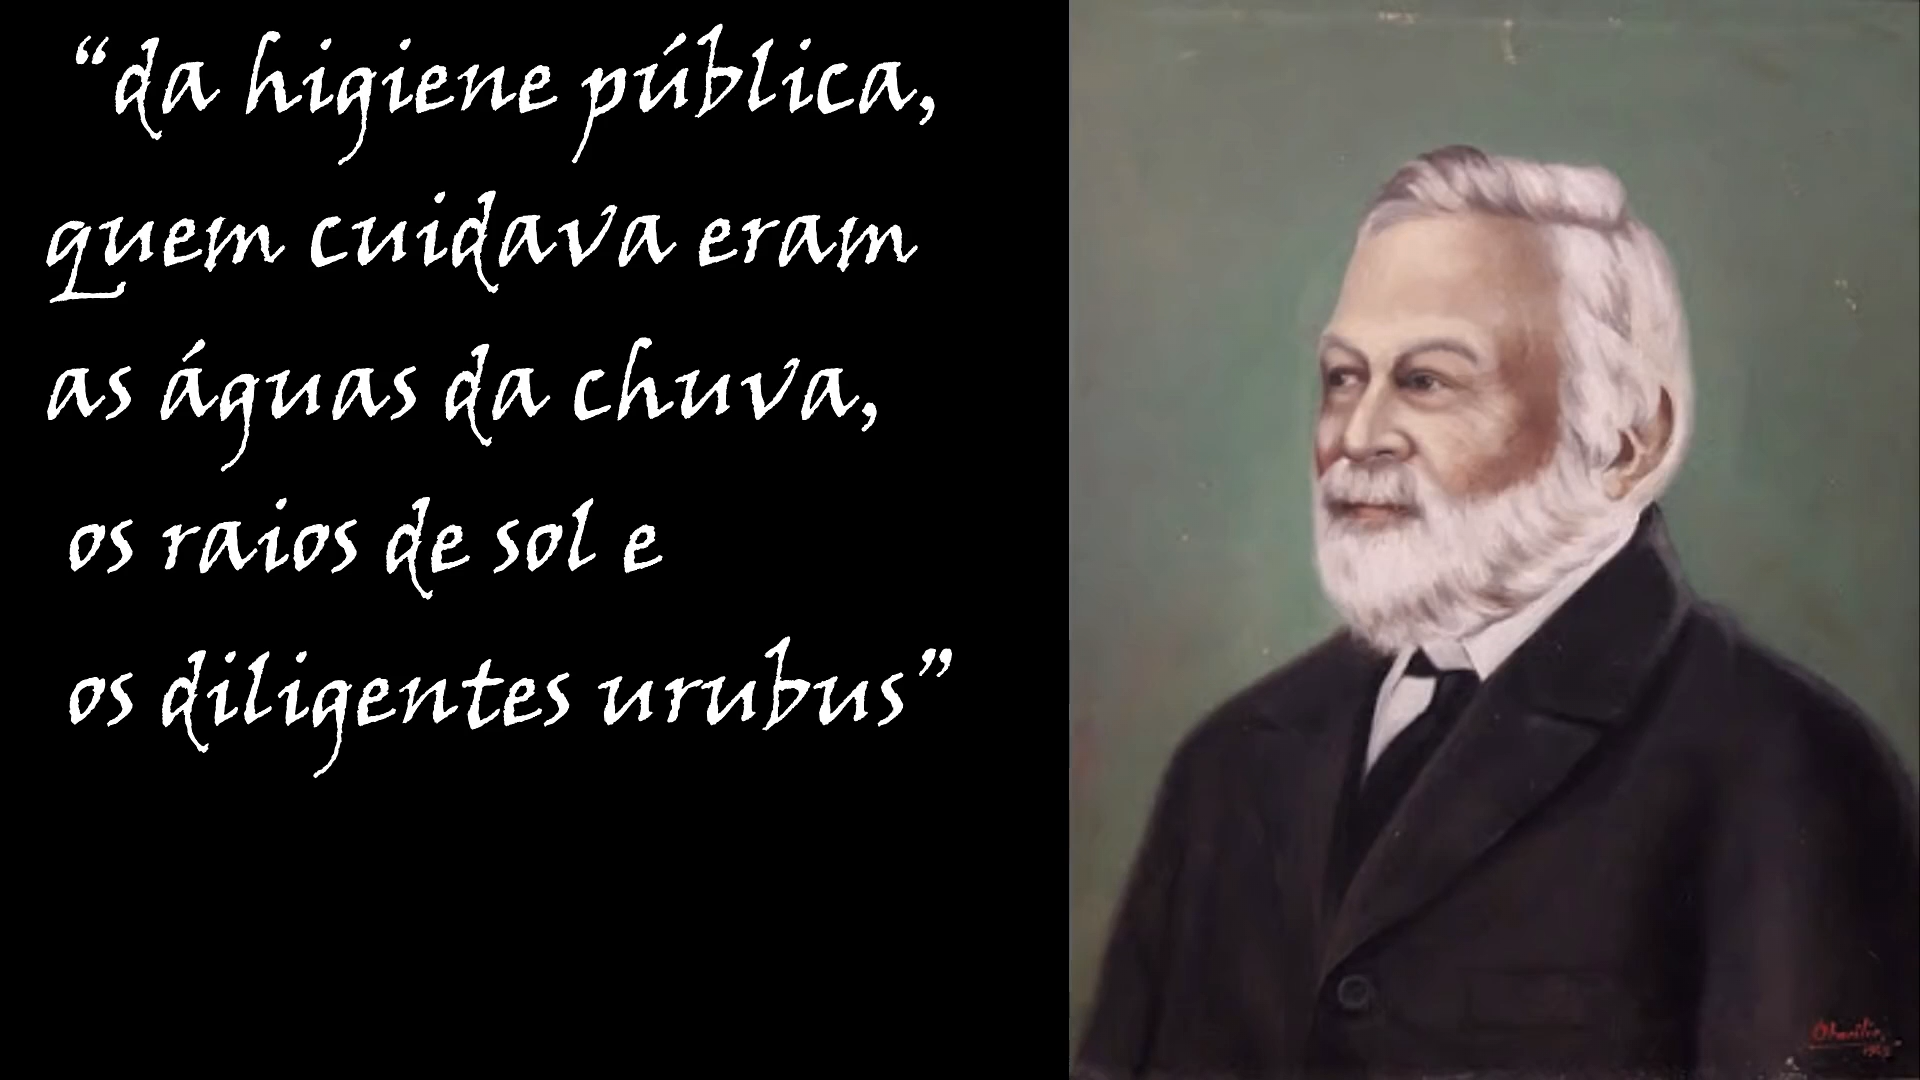 “da higiene pública,
quem cuidava eram
as águas da chuva,
os raios de sol e
os diligentes urubus”